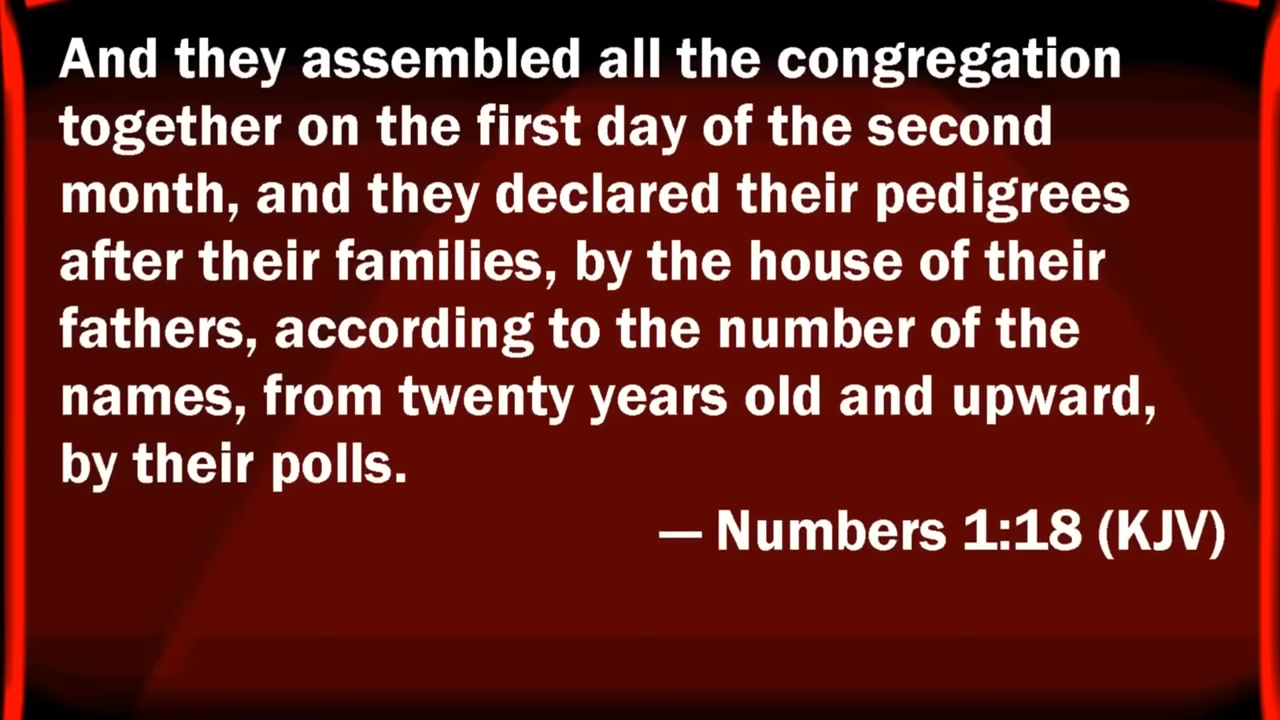 And they assembled all the congregation
together on the first day of the second
month, and they declared their pedigrees
after their families, by the house of their
fathers, according to the number of the
names, from twenty years old and upward,
by their polls.
— Numbers 1:18 (KJV)